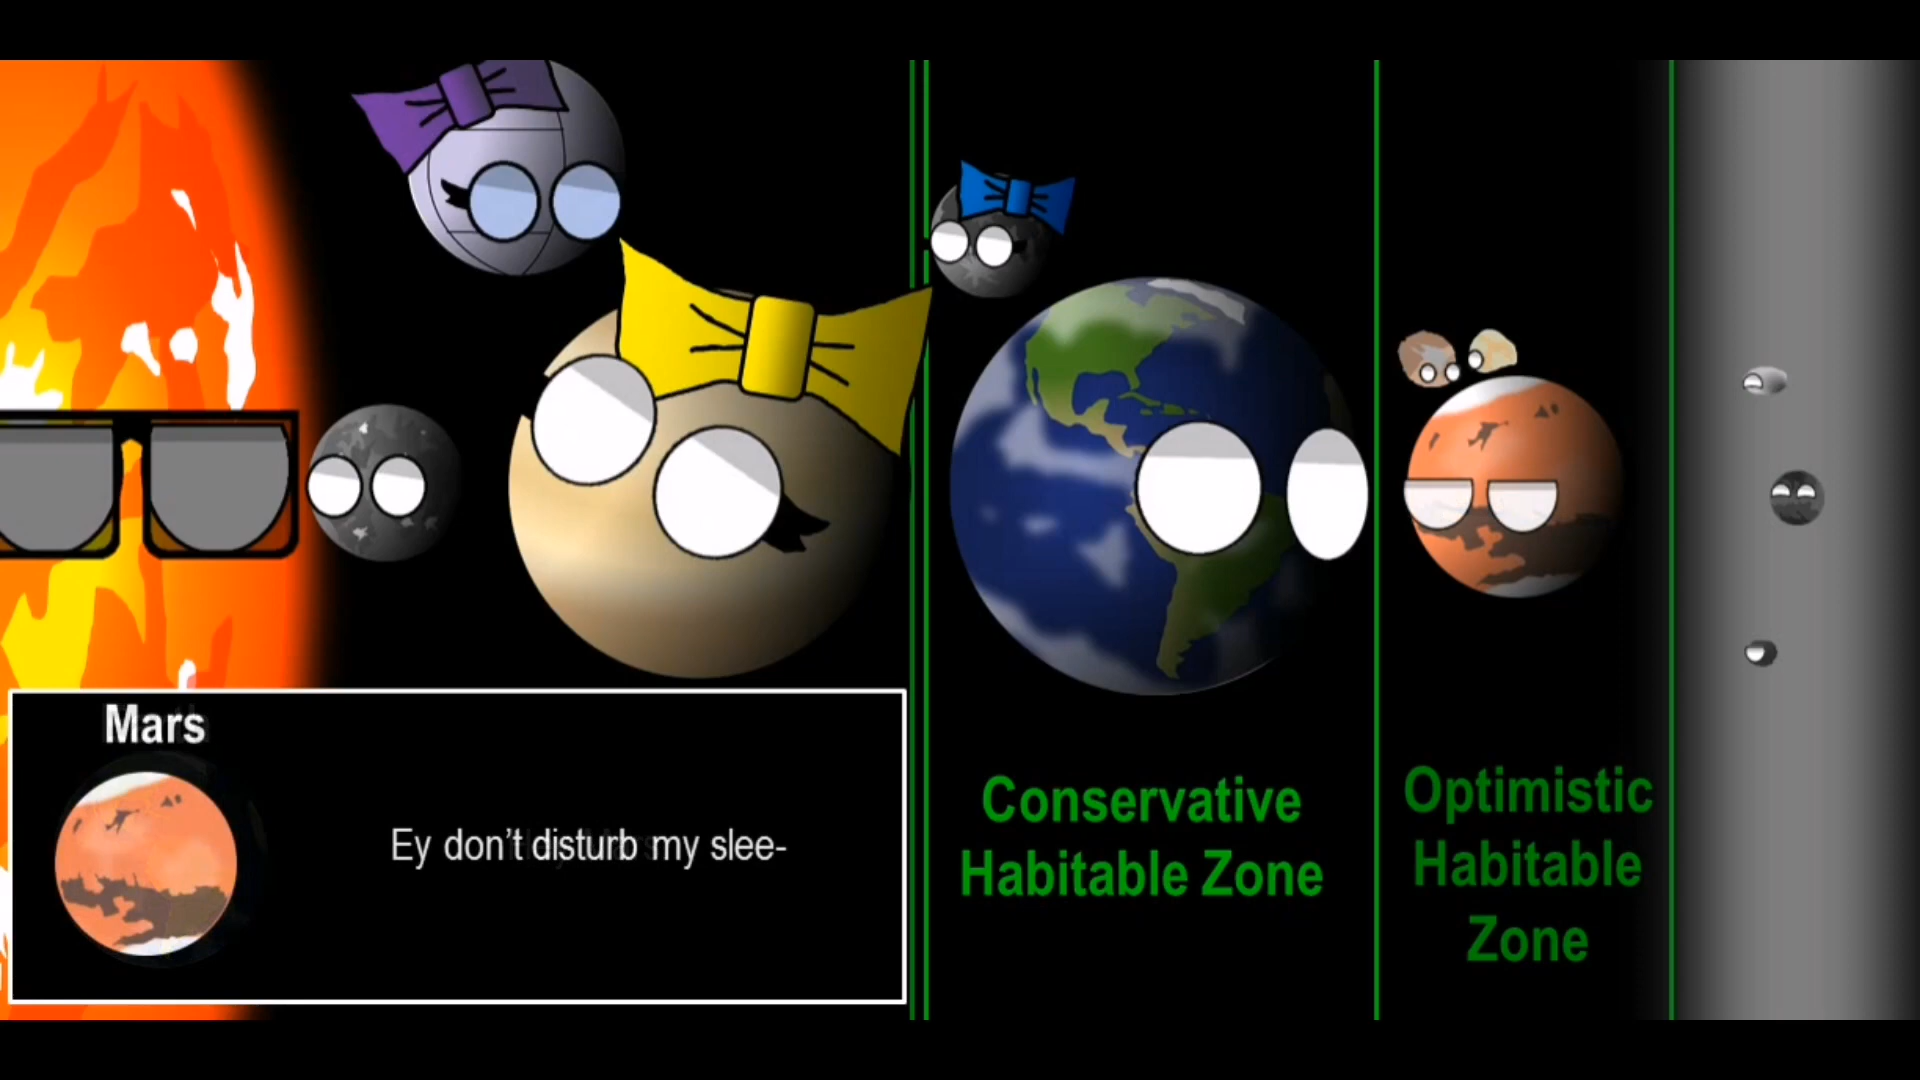 Mars
Ey don't disturb my slee-
Conservative
Habitable Zone
Optimistic
Habitable
Zone